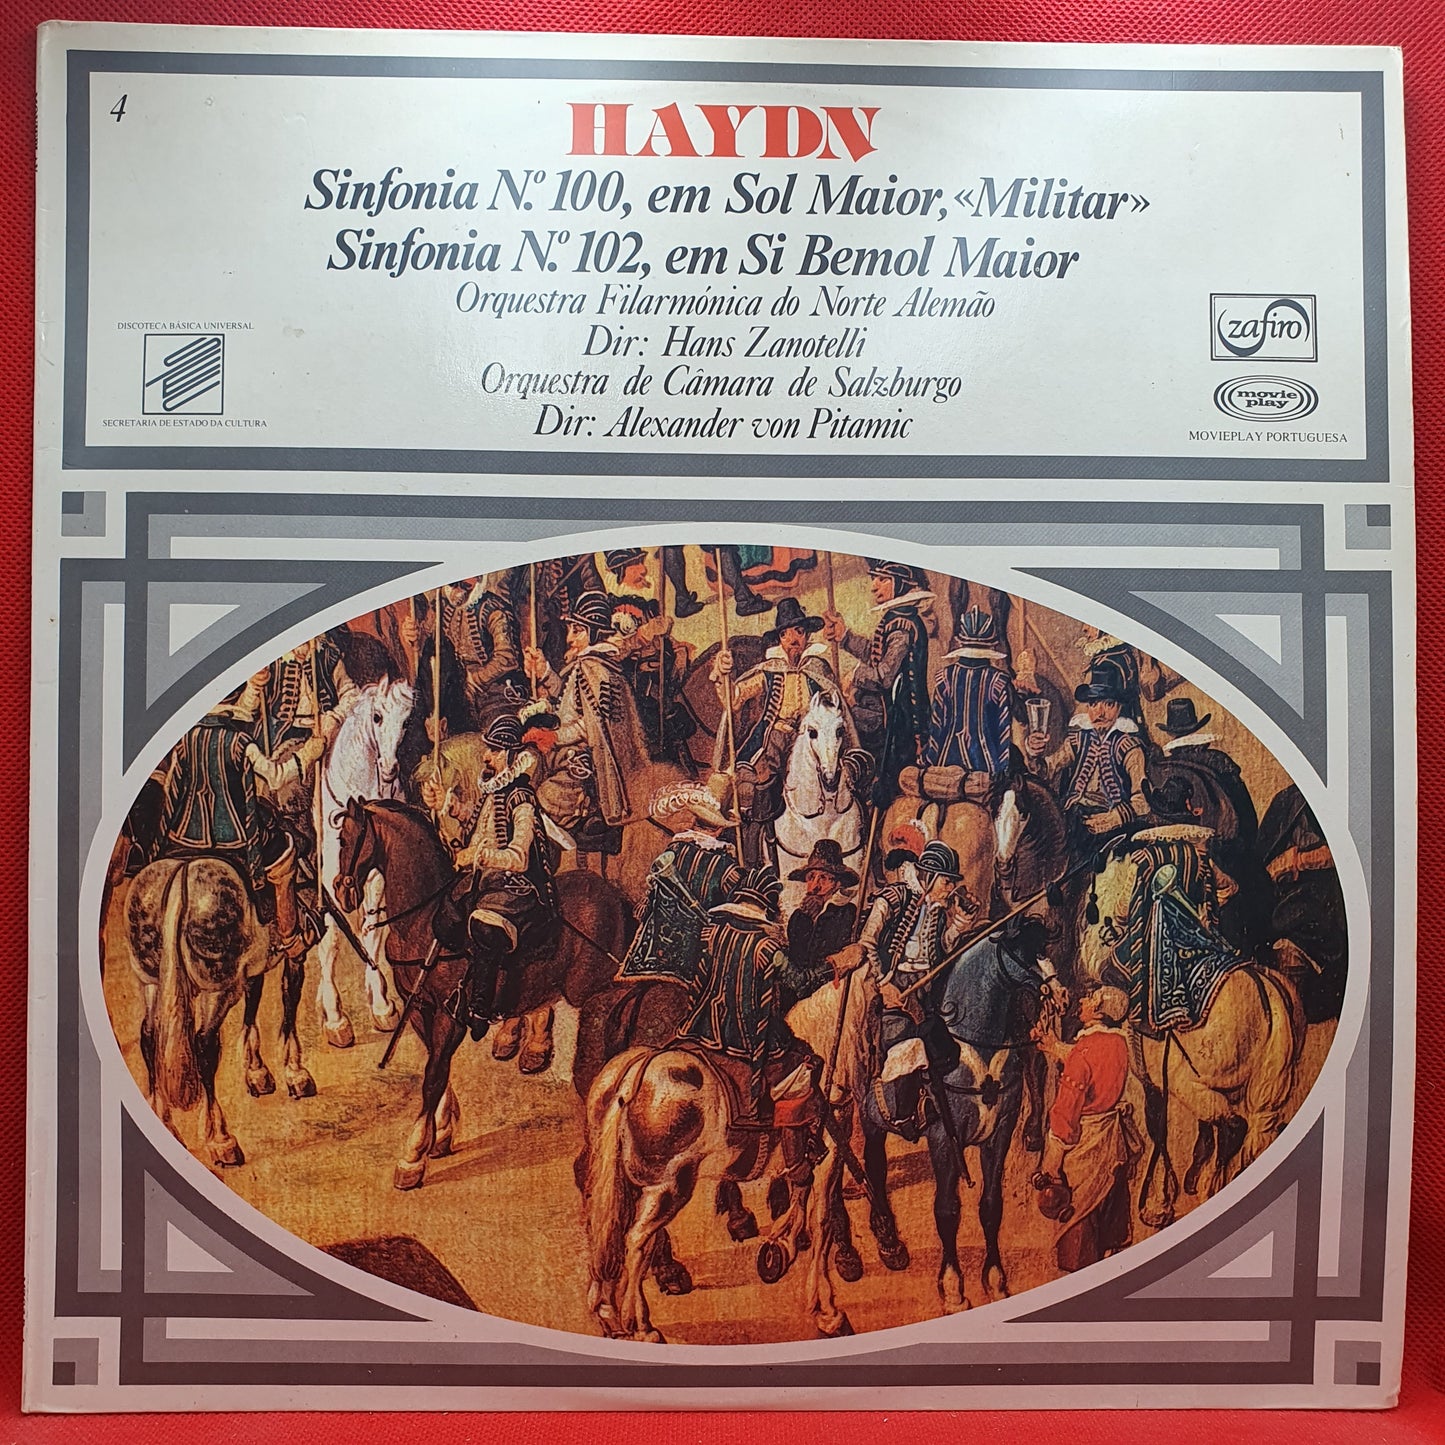 4
HAYDN
Sinfonia N.º 100, em Sol Maior, «Militar»
Sinfonia N.º 102, em Si Bemol Maior
Orquestra Filarmónica do Norte Alemão
Dir: Hans Zanotelli
Orquestra de Câmara de Salzburgo
Dir: Alexander von Pitamic
DISCOTECA BÁSICA UNIVERSAL
SECRETARIA DE ESTADO DA CULTURA
zafiro
movie
play
MOVIEPLAY PORTUGUESA